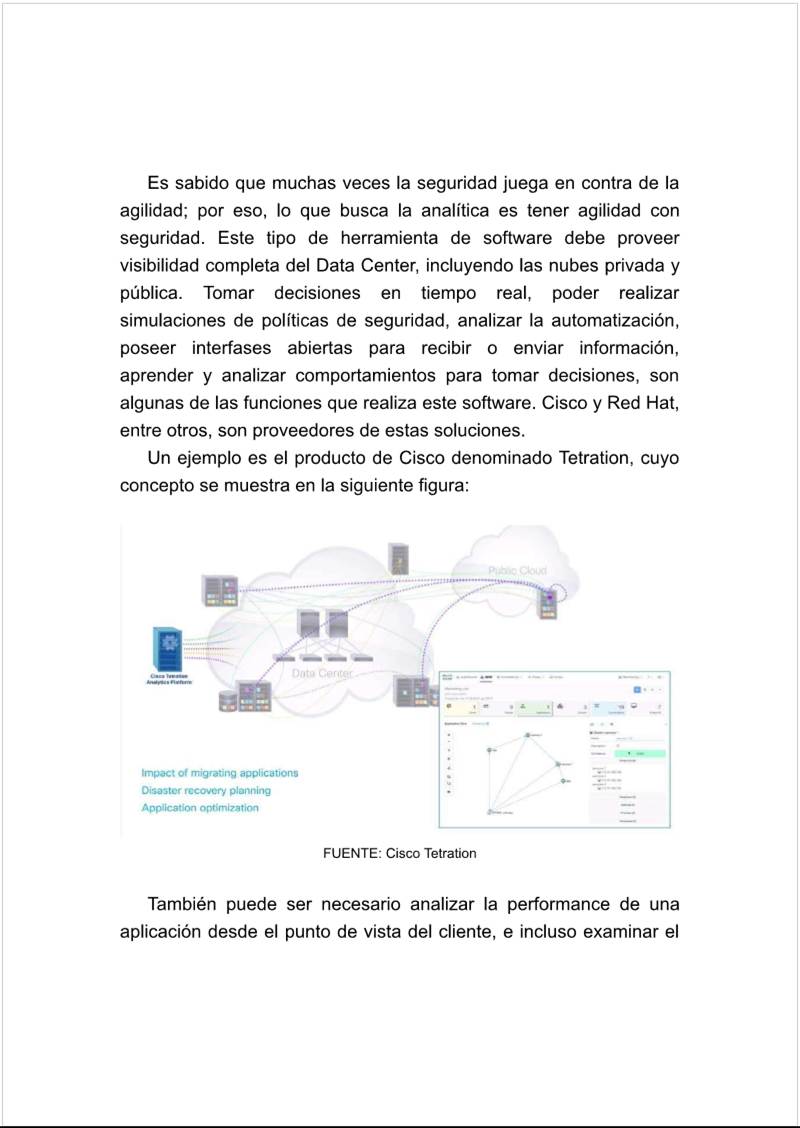 Es sabido que muchas veces la seguridad juega en contra de la
agilidad; por eso, lo que busca la analítica es tener agilidad con
seguridad. Este tipo de herramienta de software debe proveer
visibilidad completa del Data Center, incluyendo las nubes privada y
pública. Tomar decisiones en tiempo real, poder realizar
simulaciones de políticas de seguridad, analizar la automatización,
poseer interfases abiertas para recibir o enviar información,
aprender y analizar comportamientos para tomar decisiones, son
algunas de las funciones que realiza este software. Cisco y Red Hat,
entre otros, son proveedores de estas soluciones.
Un ejemplo es el producto de Cisco denominado Tetration, cuyo
concepto se muestra en la siguiente figura:
Public Cloud
Cisco Tetration
Analytics Platform
Data Center
Impact of migrating applications
Disaster recovery planning
Application optimization
FUENTE: Cisco Tetration
También puede ser necesario analizar la performance de una
aplicación desde el punto de vista del cliente, e incluso examinar el